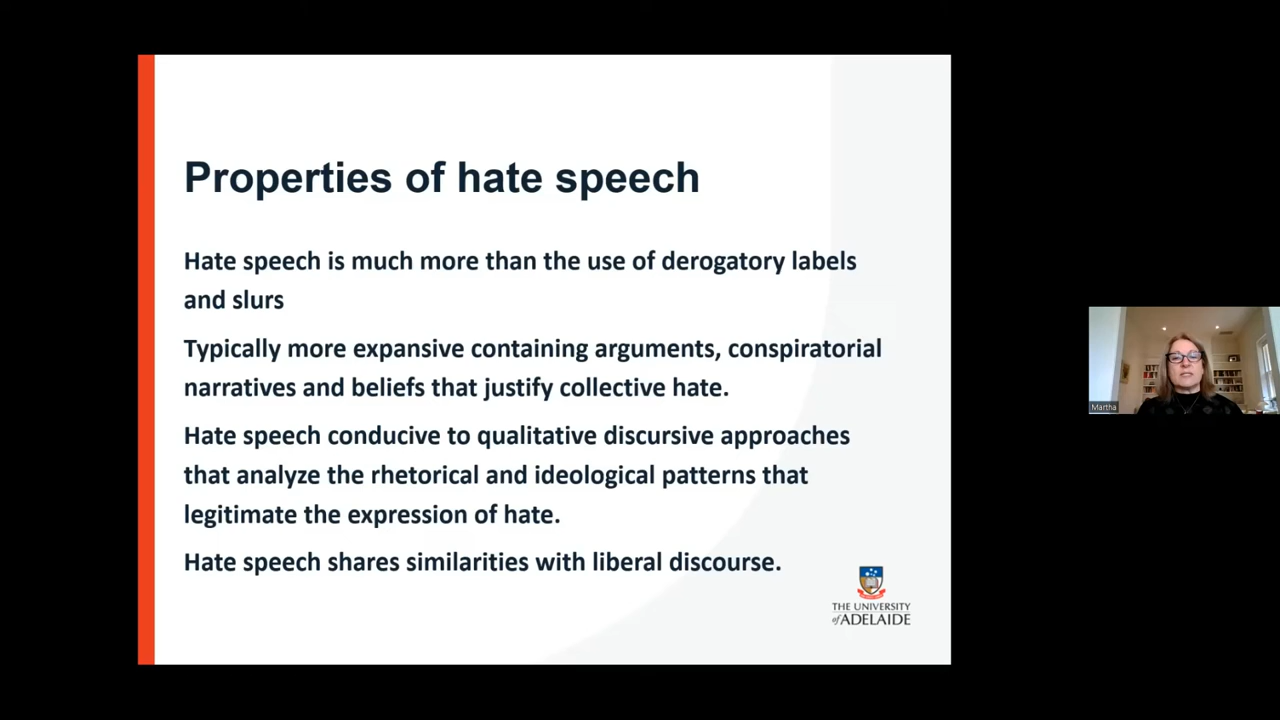 Properties of hate speech
Hate speech is much more than the use of derogatory labels
and slurs
Typically more expansive containing arguments, conspiratorial
narratives and beliefs that justify collective hate.
Hate speech conducive to qualitative discursive approaches
that analyze the rhetorical and ideological patterns that
legitimate the expression of hate.
Hate speech shares similarities with liberal discourse.
THE UNIVERSITY
of ADELAIDE
Martha